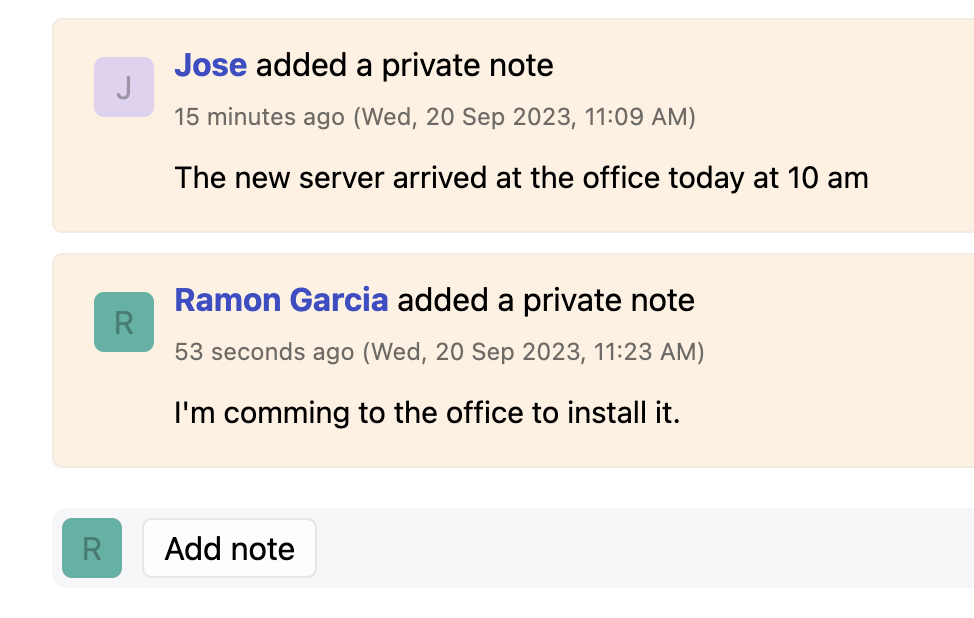 J
Jose added a private note
15 minutes ago (Wed, 20 Sep 2023, 11:09 AM)
The new server arrived at the office today at 10 am
R
Ramon Garcia added a private note
53 seconds ago (Wed, 20 Sep 2023, 11:23 AM)
I'm comming to the office to install it.
R
Add note